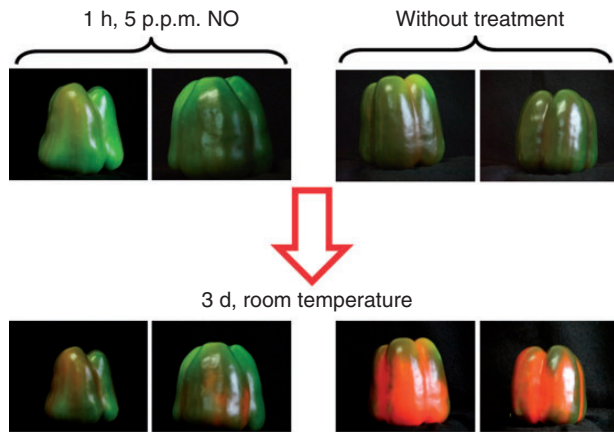 1 h, 5 p.p.m. NO
Without treatment
3 d, room temperature